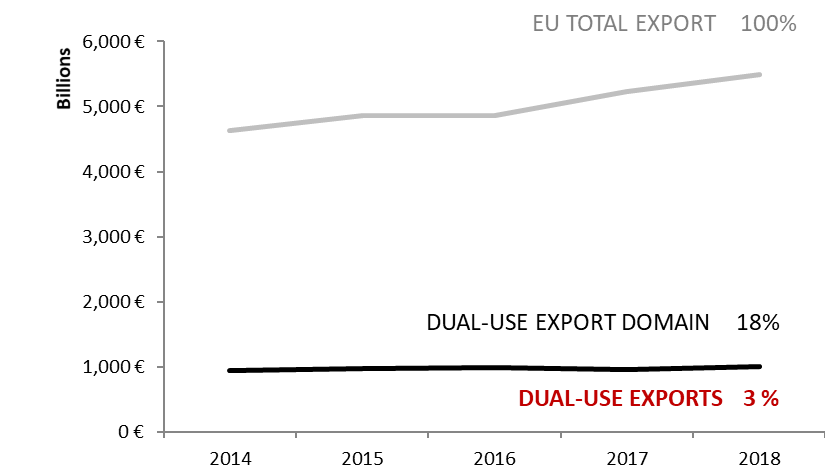 EU TOTAL EXPORT 100%
Billions
6,000 €
5,000 €
4,000 €
3,000 €
2,000 €
1,000 €
0 €
DUAL-USE EXPORT DOMAIN 18%
DUAL-USE EXPORTS 3 %
2014 2015 2016 2017 2018